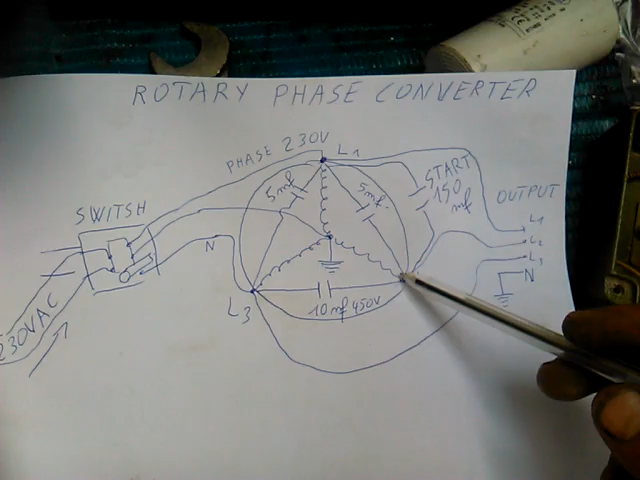 ROTARY PHASE CONVERTER
PHASE 230V
L1
SWITSH
5mf
5mf
START
150
mf
OUTPUT
L1
L2
L3
N
N
230VAC
L3
10mf 450V